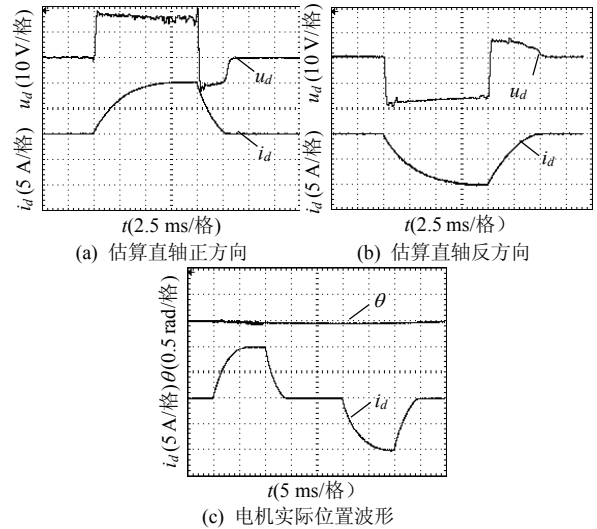 u_d (10 V/格)
i_d (5 A/格)
u_d
i_d
t(2.5 ms/格)
(a) 估算直轴正方向
u_d (10 V/格)
i_d (5 A/格)
u_d
i_d
t(2.5 ms/格)
(b) 估算直轴反方向
θ(0.5 rad/格)
i_d (5 A/格)
θ
i_d
t(5 ms/格)
(c) 电机实际位置波形